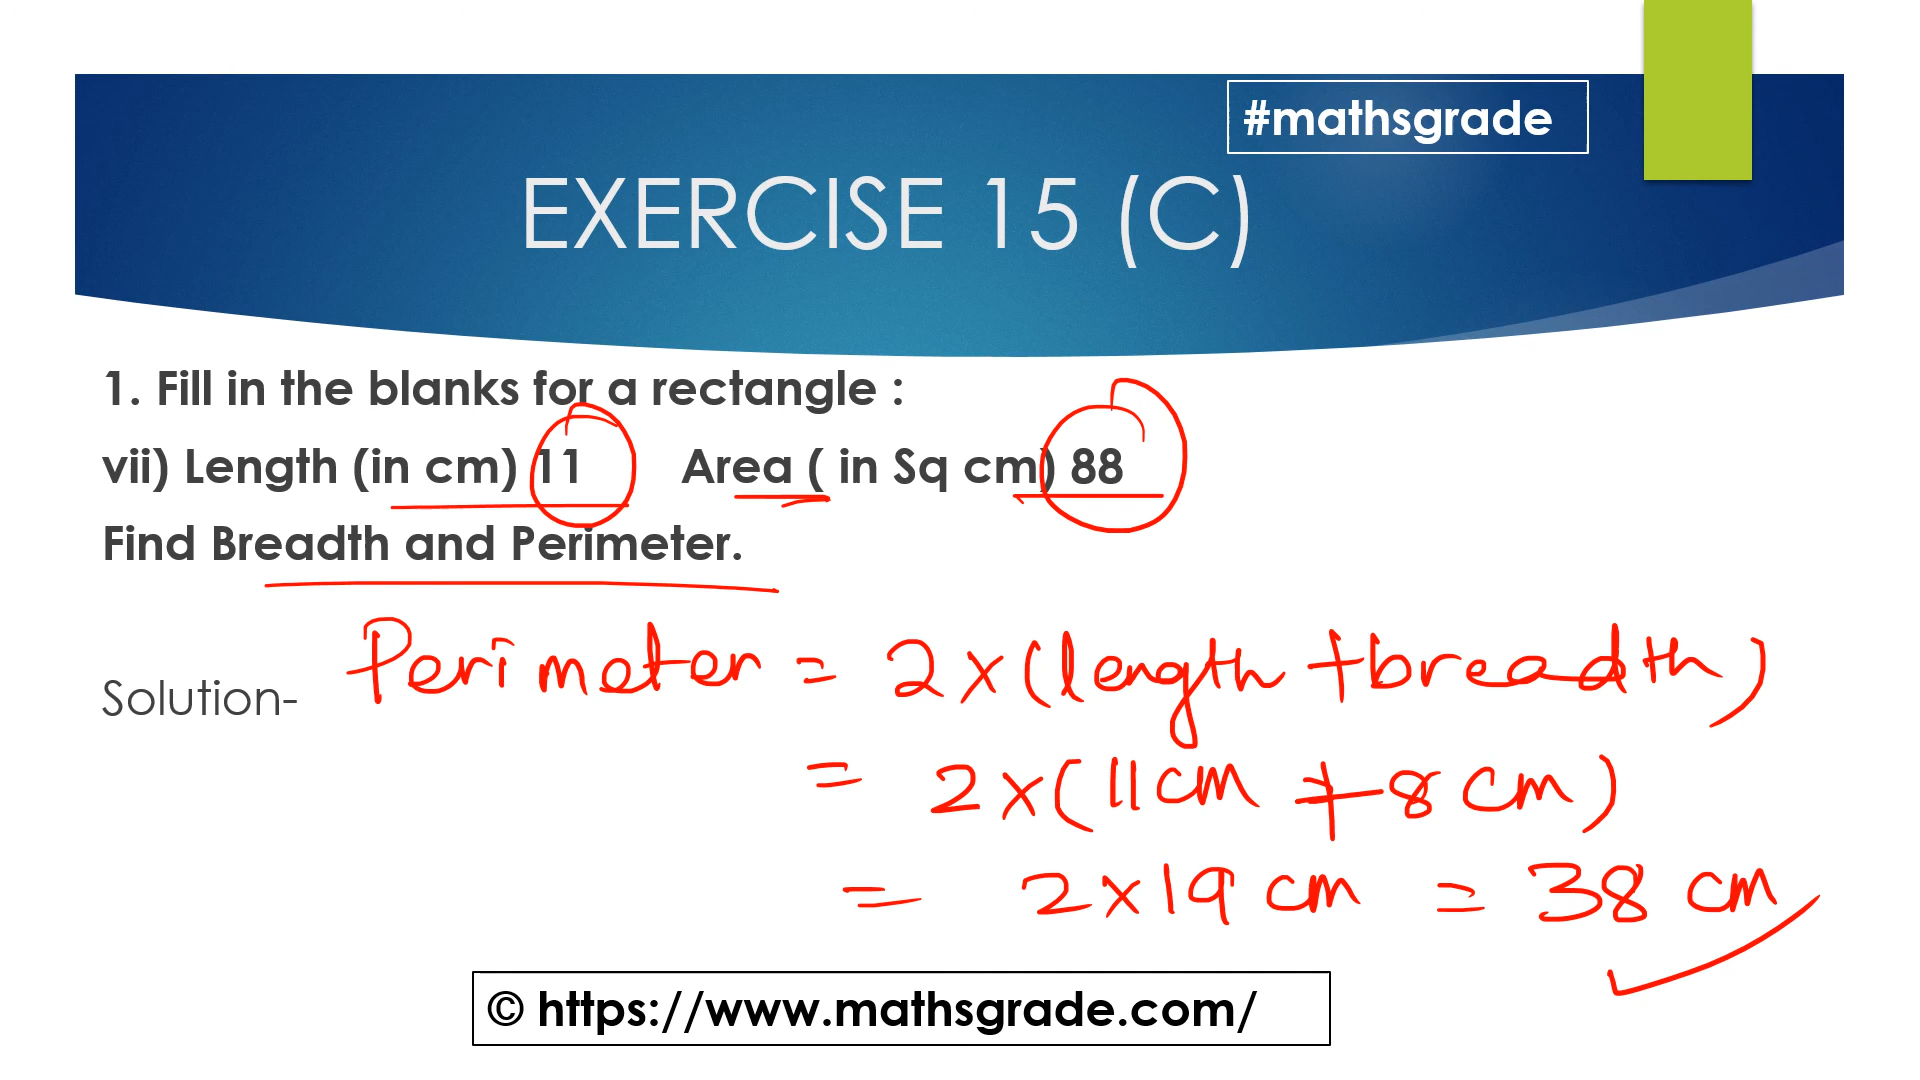 #mathsgrade
EXERCISE 15 (C)
1. Fill in the blanks for a rectangle :
vii) Length (in cm) 11 Area ( in Sq cm) 88
Find Breadth and Perimeter.
Solution-
Perimeter = 2 × (length + breadth)
= 2 × (11 cm + 8 cm)
= 2 × 19 cm = 38 cm
© https://www.mathsgrade.com/